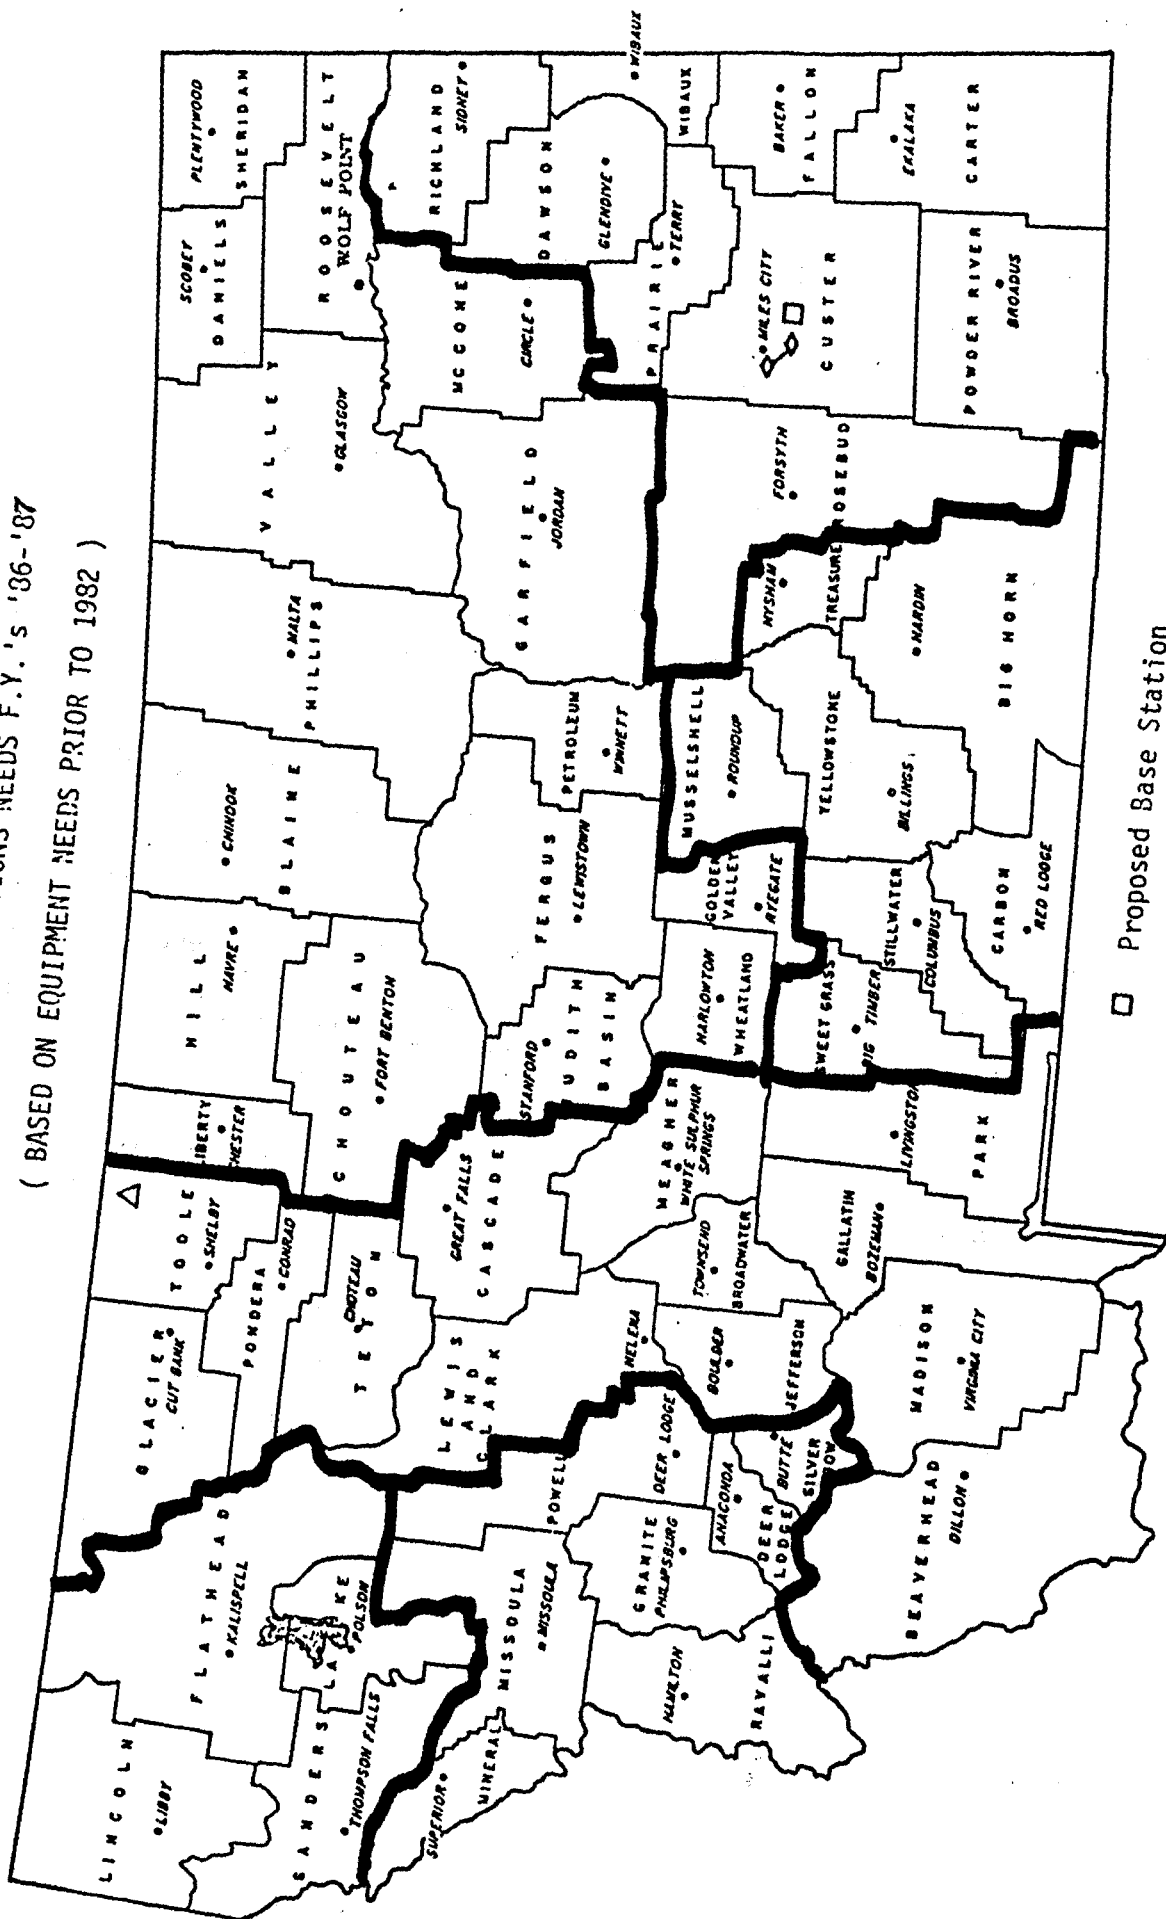 NEEDS F.Y.'s '86-'87
( BASED ON EQUIPMENT NEEDS PRIOR TO 1982 )
LINCOLN
LIBBY
FLATHEAD
KALISPELL
GLACIER
CUT BANK
TOOLE
SHELBY
LIBERTY
CHESTER
HILL
HAVRE
BLAINE
CHINOOK
PHILLIPS
MALTA
VALLEY
GLASGOW
DANIELS
SCOBEY
SHERIDAN
PLENTYWOOD
ROOSEVELT
WOLF POINT
SANDERS
THOMPSON FALLS
LAKE
POLSON
PONDERA
CONRAD
TETON
CHOTEAU
CHOUTEAU
FORT BENTON
RICHLAND
SIDNEY
MCCONE
CIRCLE
DAWSON
GLENDIVE
GARFIELD
JORDAN
PETROLEUM
WINNETT
FERGUS
LEWISTOWN
JUDITH
BASIN
STANFORD
CASCADE
GREAT FALLS
LEWIS
AND
CLARK
HELENA
POWELL
DEER LODGE
MISSOULA
MISSOULA
MINERAL
SUPERIOR
GRANITE
PHILIPSBURG
RAVALLI
HAMILTON
DEER
LODGE
ANACONDA
SILVER
BOW
BUTTE
JEFFERSON
BOULDER
BROADWATER
TOWNSEND
MEAGHER
WHITE SULPHUR
SPRINGS
WHEATLAND
HARLOWTON
GOLDEN
VALLEY
RYEGATE
MUSSELSHELL
ROUNDUP
PRAIRIE
TERRY
WIBAUX
WIBAUX
FALLON
BAKER
CUSTER
MILES CITY
ROSEBUD
FORSYTH
TREASURE
HYSHAM
YELLOWSTONE
BILLINGS
BIG HORN
HARDIN
STILLWATER
COLUMBUS
SWEET GRASS
BIG TIMBER
PARK
LIVINGSTON
GALLATIN
BOZEMAN
MADISON
VIRGINIA CITY
BEAVERHEAD
DILLON
CARBON
RED LODGE
POWDER RIVER
BROADUS
CARTER
EKALAKA
Proposed Base Station